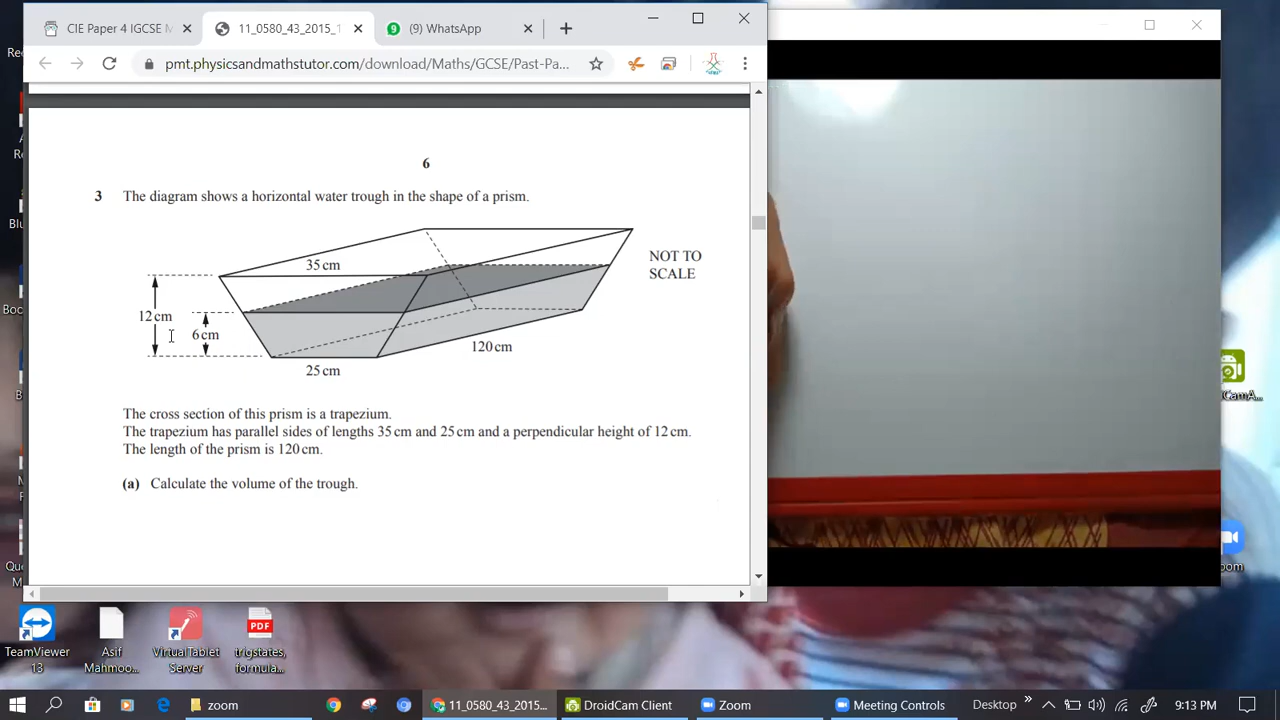 CIE Paper 4 IGCSE M
11_0580_43_2015_1
(9) WhatsApp
pmt.physicsandmathstutor.com/download/Maths/GCSE/Past-Pa...
6
3 The diagram shows a horizontal water trough in the shape of a prism.
NOT TO
SCALE
35 cm
12 cm
6 cm
120 cm
25 cm
The cross section of this prism is a trapezium.
The trapezium has parallel sides of lengths 35 cm and 25 cm and a perpendicular height of 12 cm.
The length of the prism is 120 cm.
(a) Calculate the volume of the trough.
TeamViewer
13
Asif
Mahmoo...
VirtualTablet
Server
PDF
trigstates,
formula...
zoom
11_0580_43_2015...
DroidCam Client
Zoom
Meeting Controls
Desktop
9:13 PM